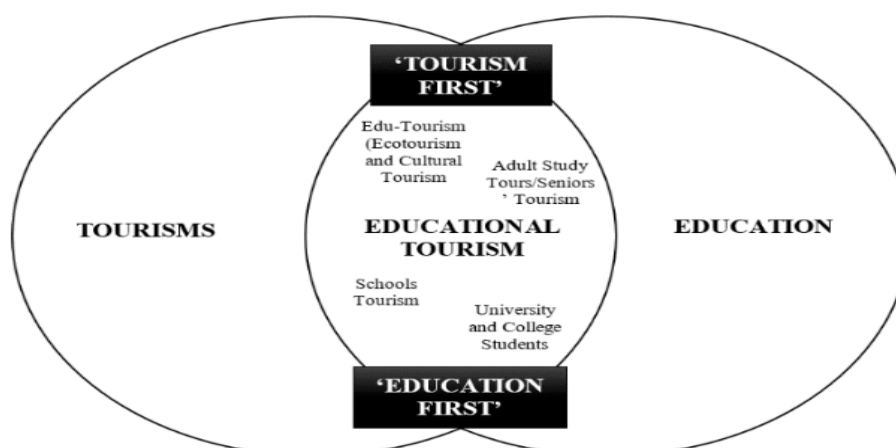 ‘TOURISM
FIRST’
Edu-Tourism
(Ecotourism
and Cultural
Tourism
Adult Study
Tours/Seniors
’ Tourism
TOURISMS
EDUCATIONAL
TOURISM
EDUCATION
Schools
Tourism
University
and College
Students
‘EDUCATION
FIRST’